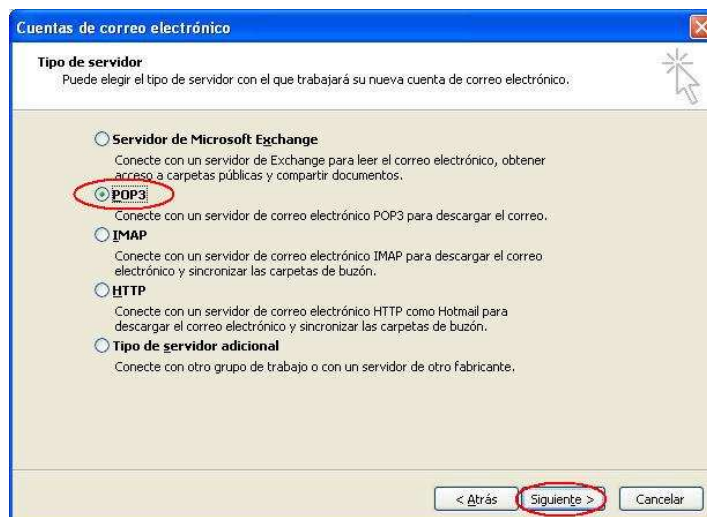 Cuentas de correo electrónico
Tipo de servidor
Puede elegir el tipo de servidor con el que trabajará su nueva cuenta de correo electrónico.
Servidor de Microsoft Exchange
Conecte con un servidor de Exchange para leer el correo electrónico, obtener
acceso a carpetas públicas y compartir documentos.
POP3
Conecte con un servidor de correo electrónico POP3 para descargar el correo.
IMAP
Conecte con un servidor de correo electrónico IMAP para descargar el correo
electrónico y sincronizar las carpetas de buzón.
HTTP
Conecte con un servidor de correo electrónico HTTP como Hotmail para
descargar el correo electrónico y sincronizar las carpetas de buzón.
Tipo de servidor adicional
Conecte con otro grupo de trabajo o con un servidor de otro fabricante.
< Atrás Siguiente > Cancelar